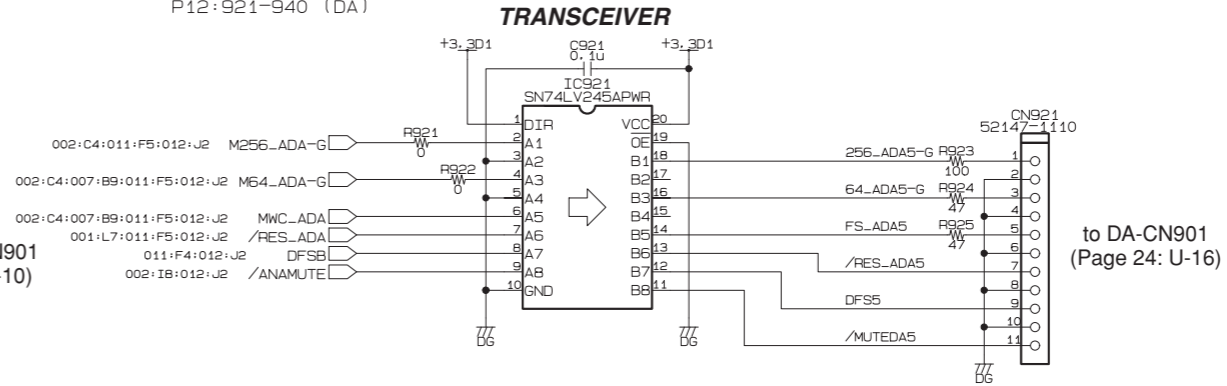 P12:921-940 (DA)
TRANSCEIVER
+3.3D1
C921
0.1u
+3.3D1
IC921
SN74LV245APWR
CN921
52147-1110
1 DIR VCC 20
002:C4:011:F5:012:J2 M256_ADA-G R921 0 2 A1 OE 19
3 A2 B1 18 256_ADA5-G R923 100 1
002:C4:007:B9:011:F5:012:J2 M64_ADA-G R922 0 4 A3 B2 17 2
5 A4 B3 16 64_ADA5-G R924 47 3
002:C4:007:B9:011:F5:012:J2 MWC_ADA 6 A5 B4 15 4
001:L7:011:F5:012:J2 /RES_ADA 7 A6 B5 14 FS_ADA5 R925 47 5
011:F4:012:J2 DFSB 8 A7 B6 13 6
002:I8:012:J2 /ANAMUTE 9 A8 B7 12 /RES_ADA5 7
10 GND B8 11 8
DFS5 9
10
/MUTEDA5 11
N901
-10)
to DA-CN901
(Page 24: U-16)
DG
DG
DG